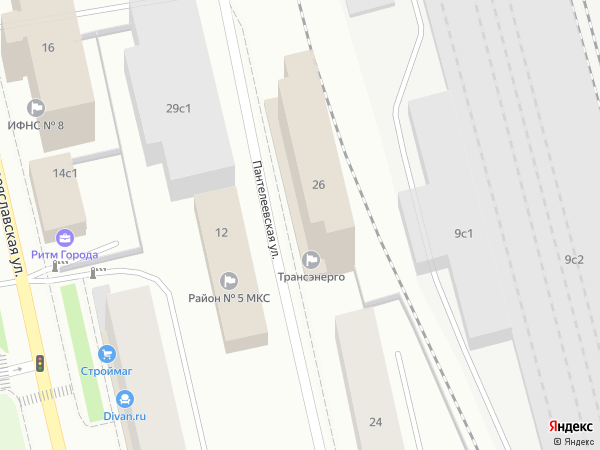 16
ИФНС № 8
29с1
14с1
Пантелеевская ул.
26
Ритм Города
12
9с1
9с2
Трансэнерго
Район № 5 МКС
Строймаг
Divan.ru
24
Яндекс
© Яндекс